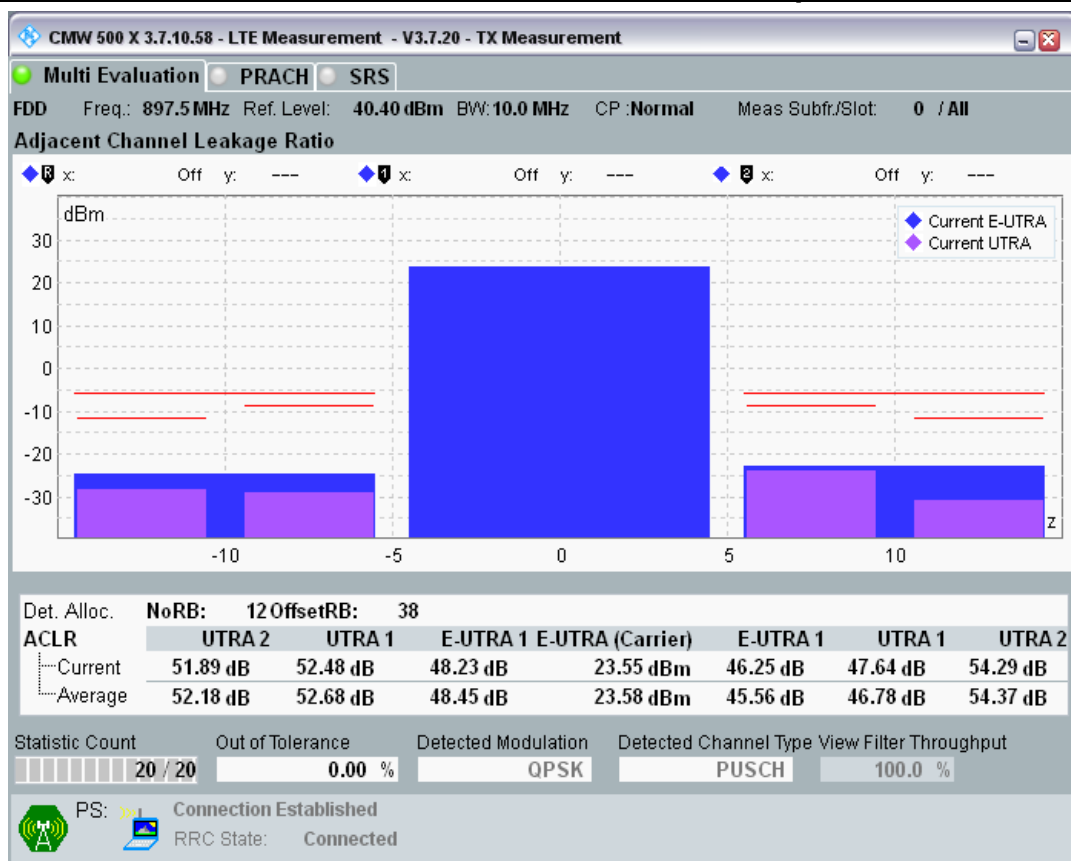 CMW 500 X 3.7.10.58 - LTE Measurement - V3.7.20 - TX Measurement
Multi Evaluation PRACH SRS
FDD Freq.: 897.5 MHz Ref. Level: 40.40 dBm BW: 10.0 MHz CP :Normal Meas Subfr./Slot: 0 / All
Adjacent Channel Leakage Ratio
R x: Off y: --- 1 x: Off y: --- 2 x: Off y: ---
dBm
Current E-UTRA
Current UTRA
30
20
10
0
-10
-20
-30
z
-10 -5 0 5 10
Det. Alloc. NoRB: 12 OffsetRB: 38
ACLR UTRA 2 UTRA 1 E-UTRA 1 E-UTRA (Carrier) E-UTRA 1 UTRA 1 UTRA 2
Current 51.89 dB 52.48 dB 48.23 dB 23.55 dBm 46.25 dB 47.64 dB 54.29 dB
Average 52.18 dB 52.68 dB 48.45 dB 23.58 dBm 45.56 dB 46.78 dB 54.37 dB
Statistic Count Out of Tolerance Detected Modulation Detected Channel Type View Filter Throughput
20 / 20 0.00 % QPSK PUSCH 100.0 %
PS: Connection Established
RRC State: Connected